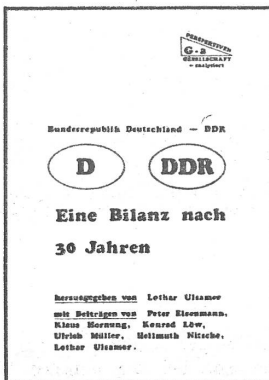 PERSPEKTIVEN
G-a
GESELLSCHAFT
analysiert
Bundesrepublik Deutschland — DDR
D DDR
Eine Bilanz nach
30 Jahren
herausgegeben von Lothar Ulsamer
mit Beiträgen von Peter Eisenmann,
Klaus Hornung, Konrad Löw,
Ulrich Müller, Hellmuth Nitsche,
Lothar Ulsamer.